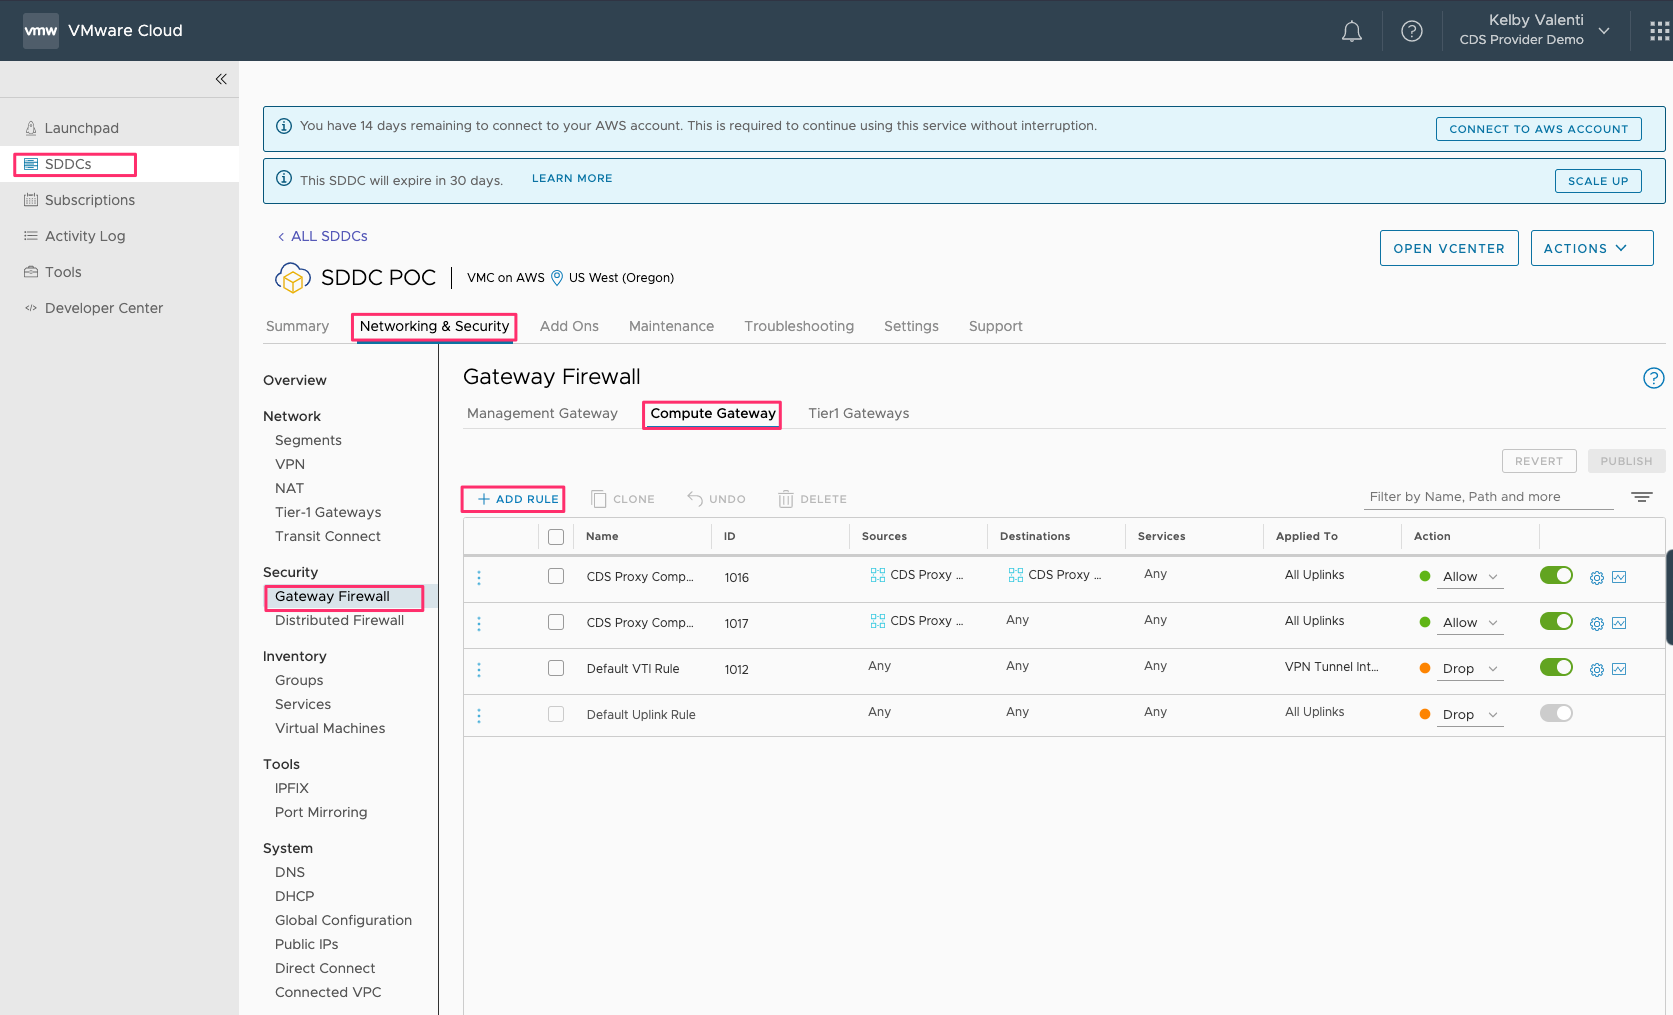 vmw VMware Cloud
Kelby Valenti
CDS Provider Demo
Launchpad
SDDCs
Subscriptions
Activity Log
Tools
Developer Center
You have 14 days remaining to connect to your AWS account. This is required to continue using this service without interruption.
CONNECT TO AWS ACCOUNT
This SDDC will expire in 30 days. LEARN MORE
SCALE UP
ALL SDDCs
OPEN VCENTER ACTIONS
SDDC POC VMC on AWS US West (Oregon)
Summary Networking & Security Add Ons Maintenance Troubleshooting Settings Support
Overview
Network
Segments
VPN
NAT
Tier-1 Gateways
Transit Connect
Security
Gateway Firewall
Distributed Firewall
Inventory
Groups
Services
Virtual Machines
Tools
IPFIX
Port Mirroring
System
DNS
DHCP
Global Configuration
Public IPs
Direct Connect
Connected VPC
Gateway Firewall
Management Gateway Compute Gateway Tier1 Gateways
REVERT PUBLISH
ADD RULE CLONE UNDO DELETE Filter by Name, Path and more
Name ID Sources Destinations Services Applied To Action
CDS Proxy Comp... 1016 CDS Proxy ... CDS Proxy ... Any All Uplinks Allow
CDS Proxy Comp... 1017 CDS Proxy ... Any Any All Uplinks Allow
Default VTI Rule 1012 Any Any Any VPN Tunnel Int... Drop
Default Uplink Rule Any Any Any All Uplinks Drop